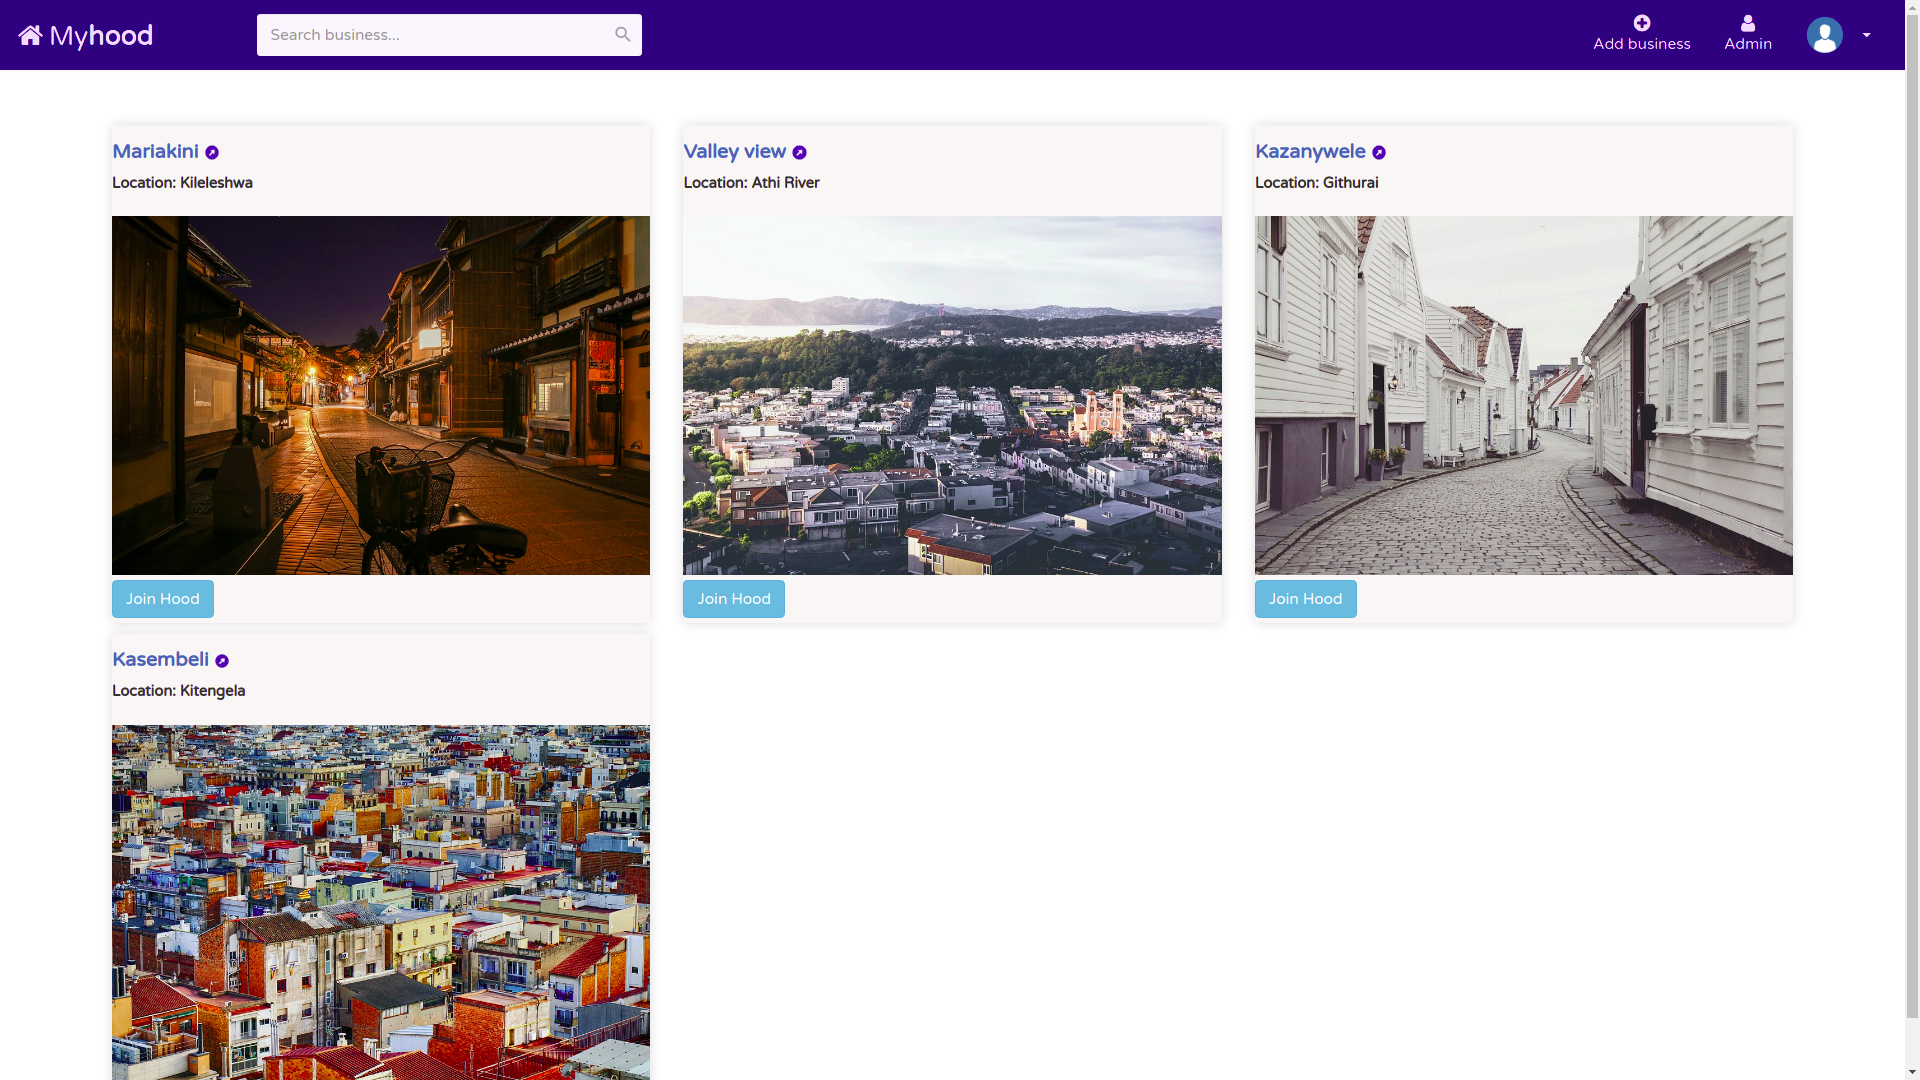 Myhood
Search business...
Add business
Admin
Mariakini
Location: Kileleshwa
Join Hood
Valley view
Location: Athi River
Join Hood
Kazanywele
Location: Githurai
Join Hood
Kasembeli
Location: Kitengela